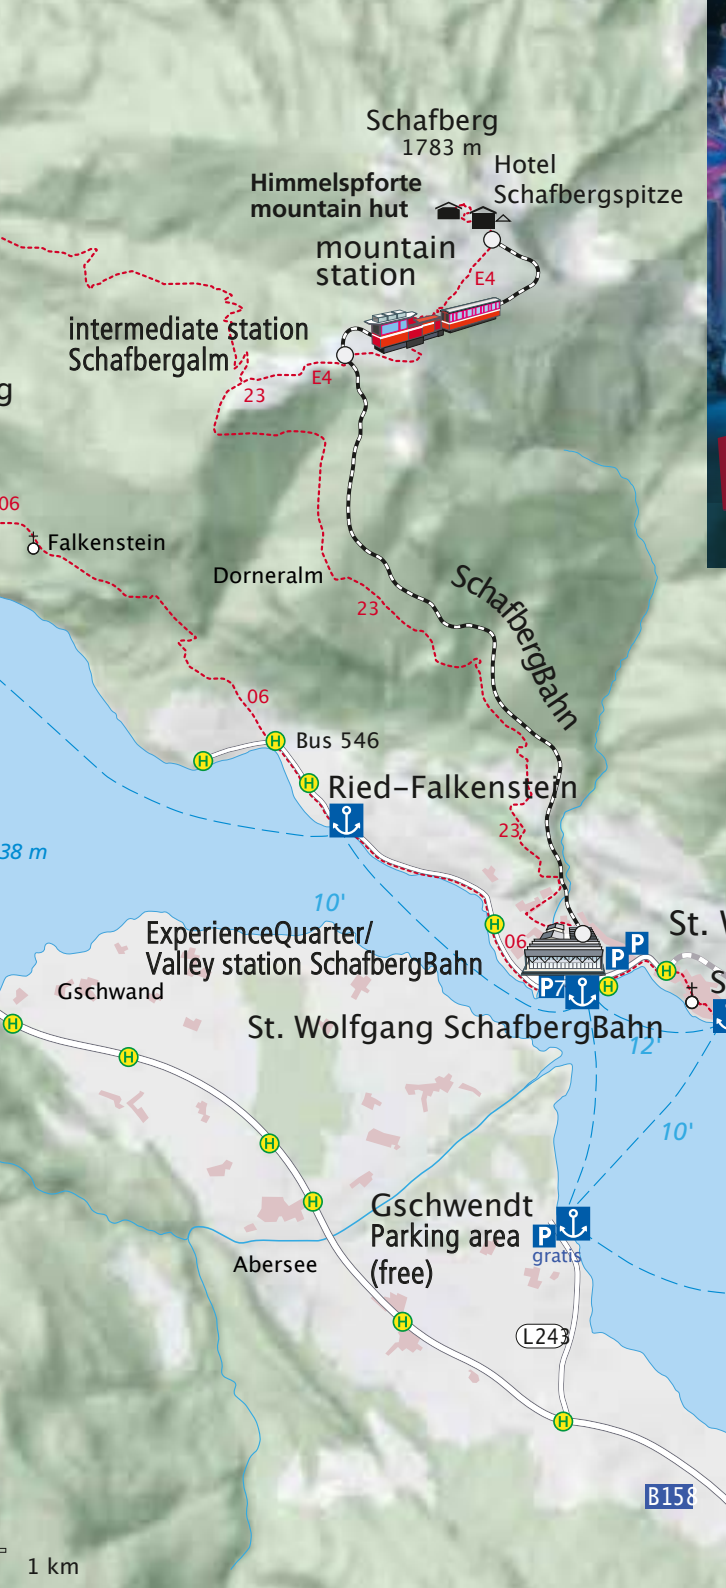 Schafberg
1783 m
Hotel
Schafbergspitze
Himmelspforte
mountain hut
mountain
station
E4
intermediate station
Schafbergalm
E4
23
g
06
Falkenstein
Dorneralm
23
SchafbergBahn
06
H
Bus 546
H
H
Ried-Falkenstein
23
38 m
10'
ExperienceQuarter/
Valley station SchafbergBahn
H
06
P
P
St. W
H
S
Gschwand
P7
H
St. Wolfgang SchafbergBahn
12'
H
H
10'
H
H
Gschwendt
Parking area
(free)
P
gratis
Abersee
H
L243
H
B158
1 km